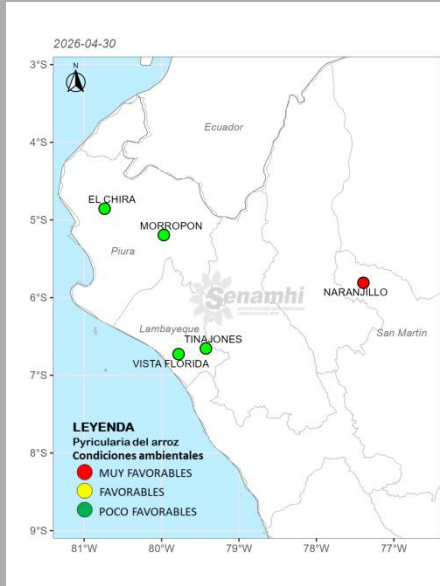 2026-04-30
N
3°S
4°S
Ecuador
EL CHIRA
5°S
MORROPON
Piura
NARANJILLO
6°S
Senamhi
San Martín
Lambayeque
TINAJONES
VISTA FLORIDA
7°S
LEYENDA
Pyricularia del arroz
Condiciones ambientales
MUY FAVORABLES
FAVORABLES
POCO FAVORABLES
8°S
9°S
81°W 80°W 79°W 78°W 77°W